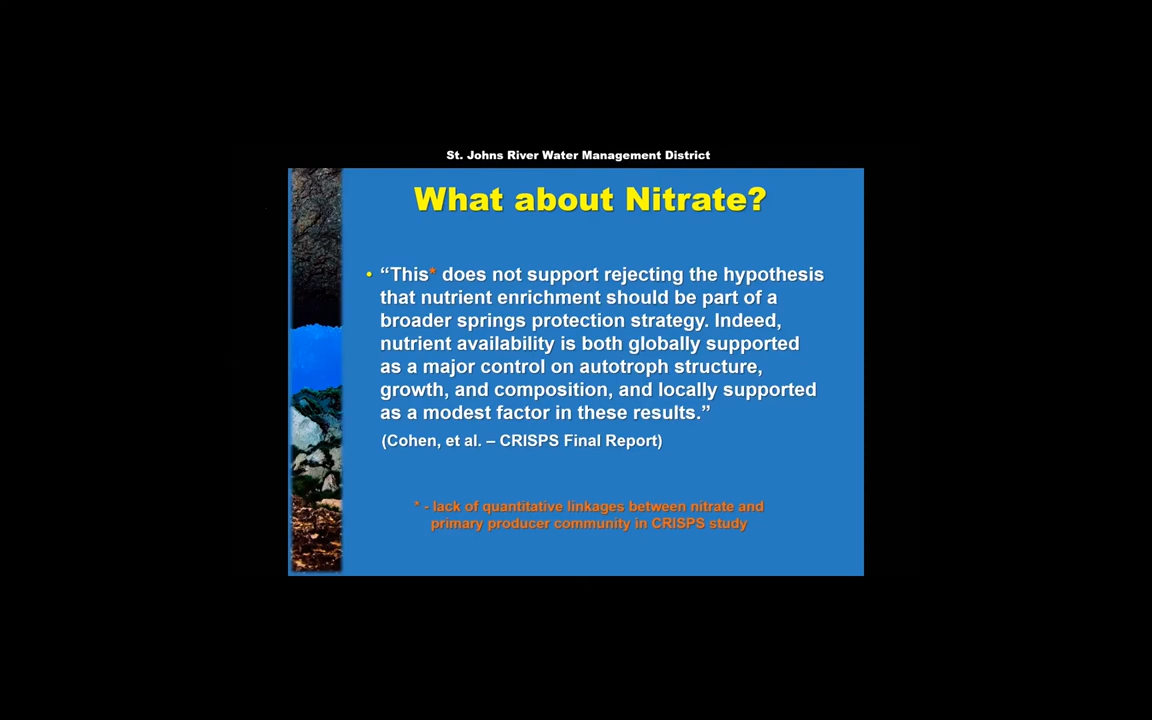 St. Johns River Water Management District
What about Nitrate?
• “This* does not support rejecting the hypothesis
that nutrient enrichment should be part of a
broader springs protection strategy. Indeed,
nutrient availability is both globally supported
as a major control on autotroph structure,
growth, and composition, and locally supported
as a modest factor in these results.”
(Cohen, et al. – CRISPS Final Report)
* - lack of quantitative linkages between nitrate and
primary producer community in CRISPS study